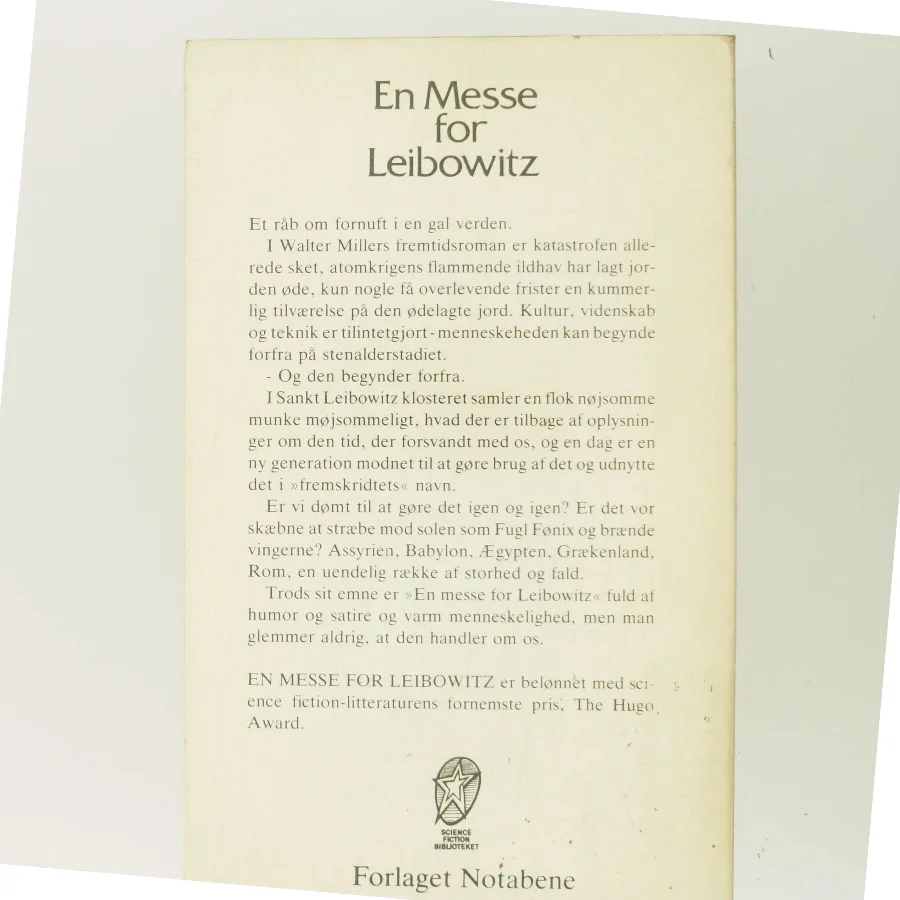 En Messe
for
Leibowitz
Et råb om fornuft i en gal verden.
I Walter Millers fremtidsroman er katastrofen alle-
rede sket, atomkrigens flammende ildhav har lagt jor-
den øde, kun nogle få overlevende frister en kummer-
lig tilværelse på den ødelagte jord. Kultur, videnskab
og teknik er tilintetgjort - menneskeheden kan begynde
forfra på stenalderstadiet.
- Og den begynder forfra.
I Sankt Leibowitz klosteret samler en flok nøjsomme
munke møjsommeligt, hvad der er tilbage af oplysnin-
ger om den tid, der forsvandt med os, og en dag er en
ny generation modnet til at gøre brug af det og udnytte
det i »fremskridtets« navn.
Er vi dømt til at gøre det igen og igen? Er det vor
skæbne at stræbe mod solen som Fugl Fønix og brænde
vingerne? Assyrien, Babylon, Ægypten, Grækenland,
Rom, en uendelig række af storhed og fald.
Trods sit emne er »En messe for Leibowitz« fuld af
humor og satire og varm menneskelighed, men man
glemmer aldrig, at den handler om os.
EN MESSE FOR LEIBOWITZ er belønnet med sci-
ence fiction-litteraturens fornemste pris, The Hugo
Award.
SCIENCE
FICTION
BIBLIOTEKET
Forlaget Notabene